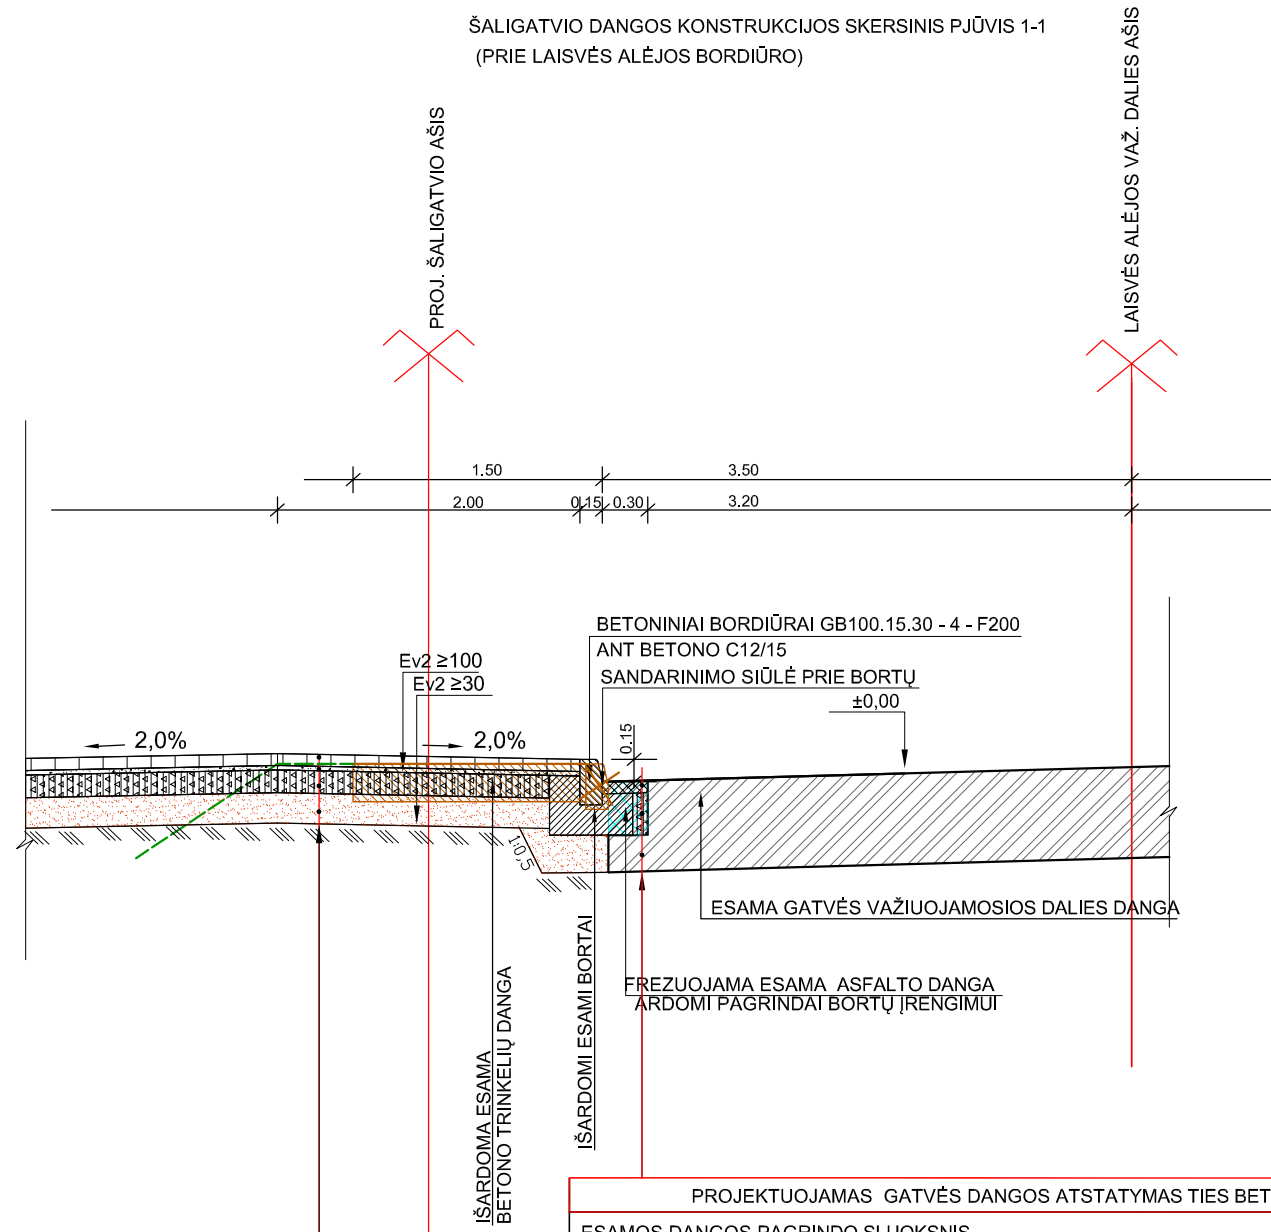 ŠALIGATVIO DANGOS KONSTRUKCIJOS SKERSINIS PJŪVIS 1-1
(PRIE LAISVĖS ALĖJOS BORDIŪRO)
PROJ. ŠALIGATVIO AŠIS
LAISVĖS ALĖJOS VAŽ. DALIES AŠIS
1.50
3.50
2.00
0.15
0.30
3.20
BETONINIAI BORDIŪRAI GB100.15.30 - 4 - F200
ANT BETONO C12/15
SANDARINIMO SIŪLĖ PRIE BORTŲ
±0,00
Ev2 ≥100
Ev2 ≥30
2,0%
2,0%
0.15
1:0,5
ESAMA GATVĖS VAŽIUOJAMOSIOS DALIES DANGA
FREZUOJAMA ESAMA ASFALTO DANGA
ARDOMI PAGRINDAI BORTŲ ĮRENGIMUI
IŠARDOMA ESAMA
BETONO TRINKELIŲ DANGA
IŠARDOMI ESAMI BORTAI
PROJEKTUOJAMAS GATVĖS DANGOS ATSTATYMAS TIES BET
ESAMOS DANGOS PAGRINDO SLUOKSNIS